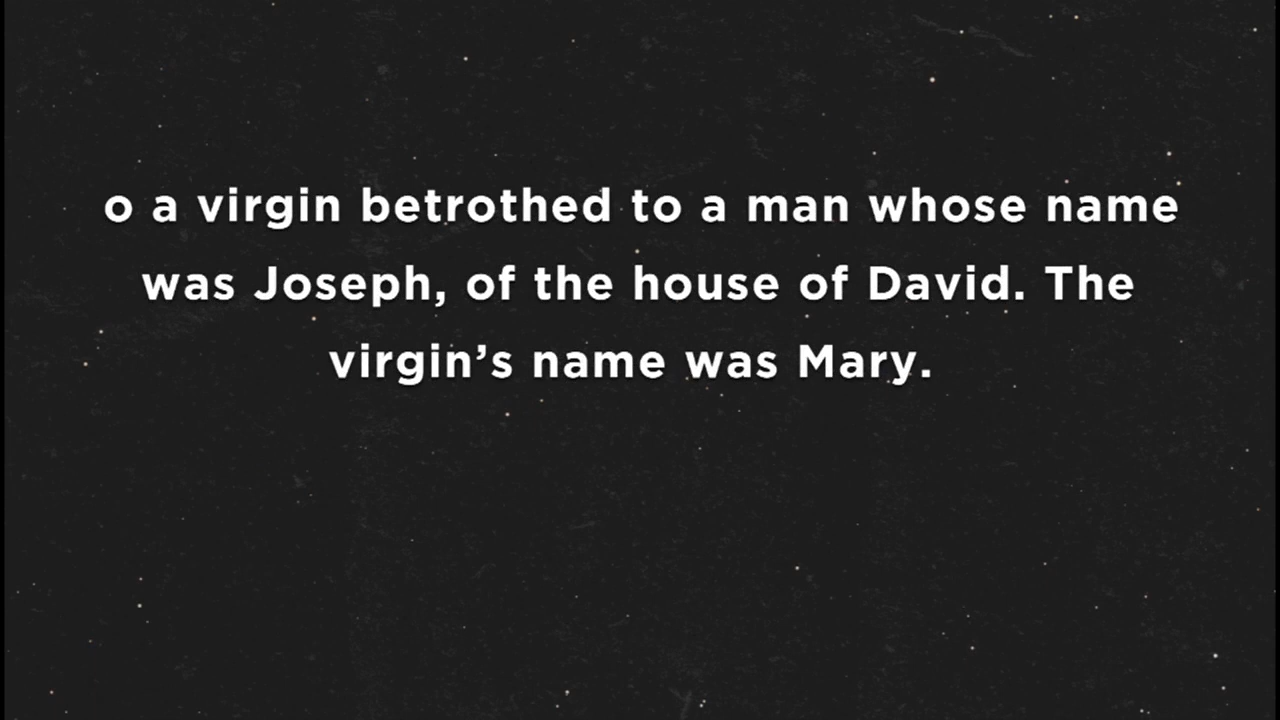 o a virgin betrothed to a man whose name
was Joseph, of the house of David. The
virgin’s name was Mary.